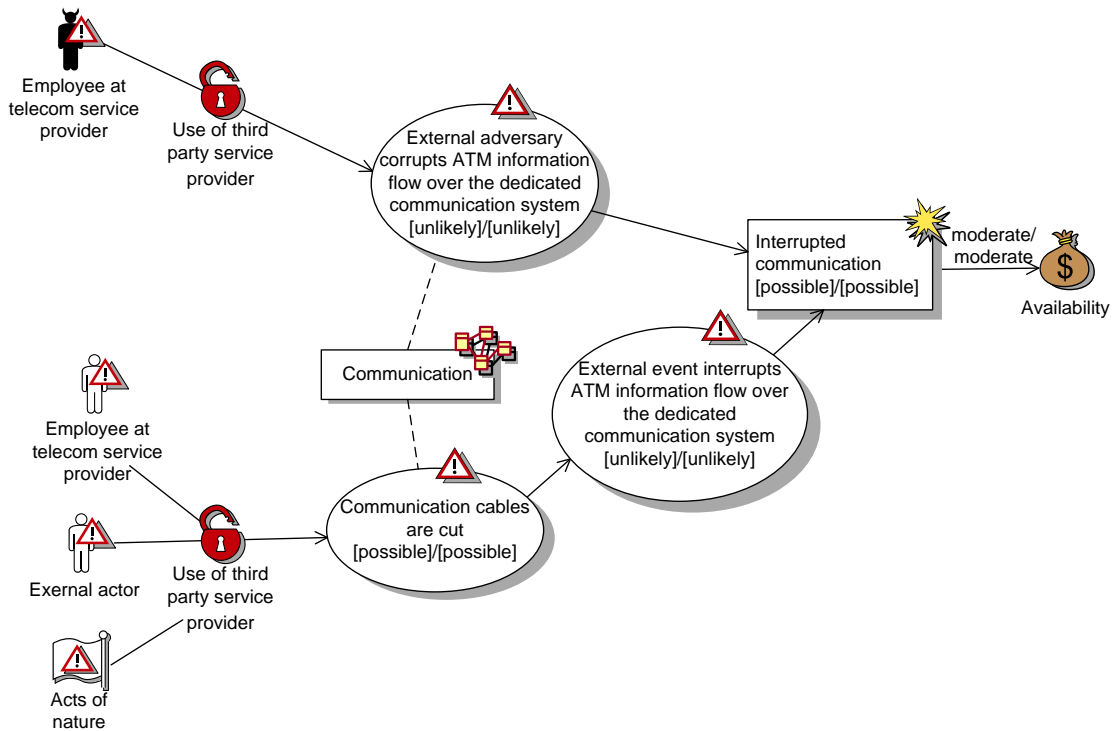 Employee at
telecom service
provider
Use of third
party service
provider
External adversary
corrupts ATM information
flow over the dedicated
communication system
[unlikely]/[unlikely]
Interrupted
communication
[possible]/[possible]
moderate/
moderate
$
Availability
Communication
External event interrupts
ATM information flow over
the dedicated
communication system
[unlikely]/[unlikely]
Employee at
telecom service
provider
Communication cables
are cut
[possible]/[possible]
Exernal actor
Use of third
party service
provider
Acts of
nature